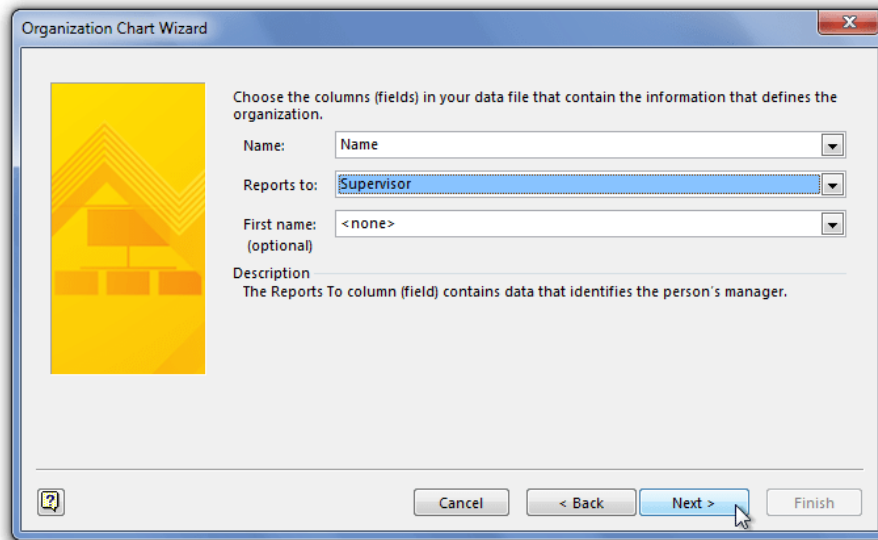 Organization Chart Wizard
Choose the columns (fields) in your data file that contain the information that defines the
organization.
Name: Name
Reports to: Supervisor
First name: <none>
(optional)
Description
The Reports To column (field) contains data that identifies the person's manager.
Cancel < Back Next > Finish